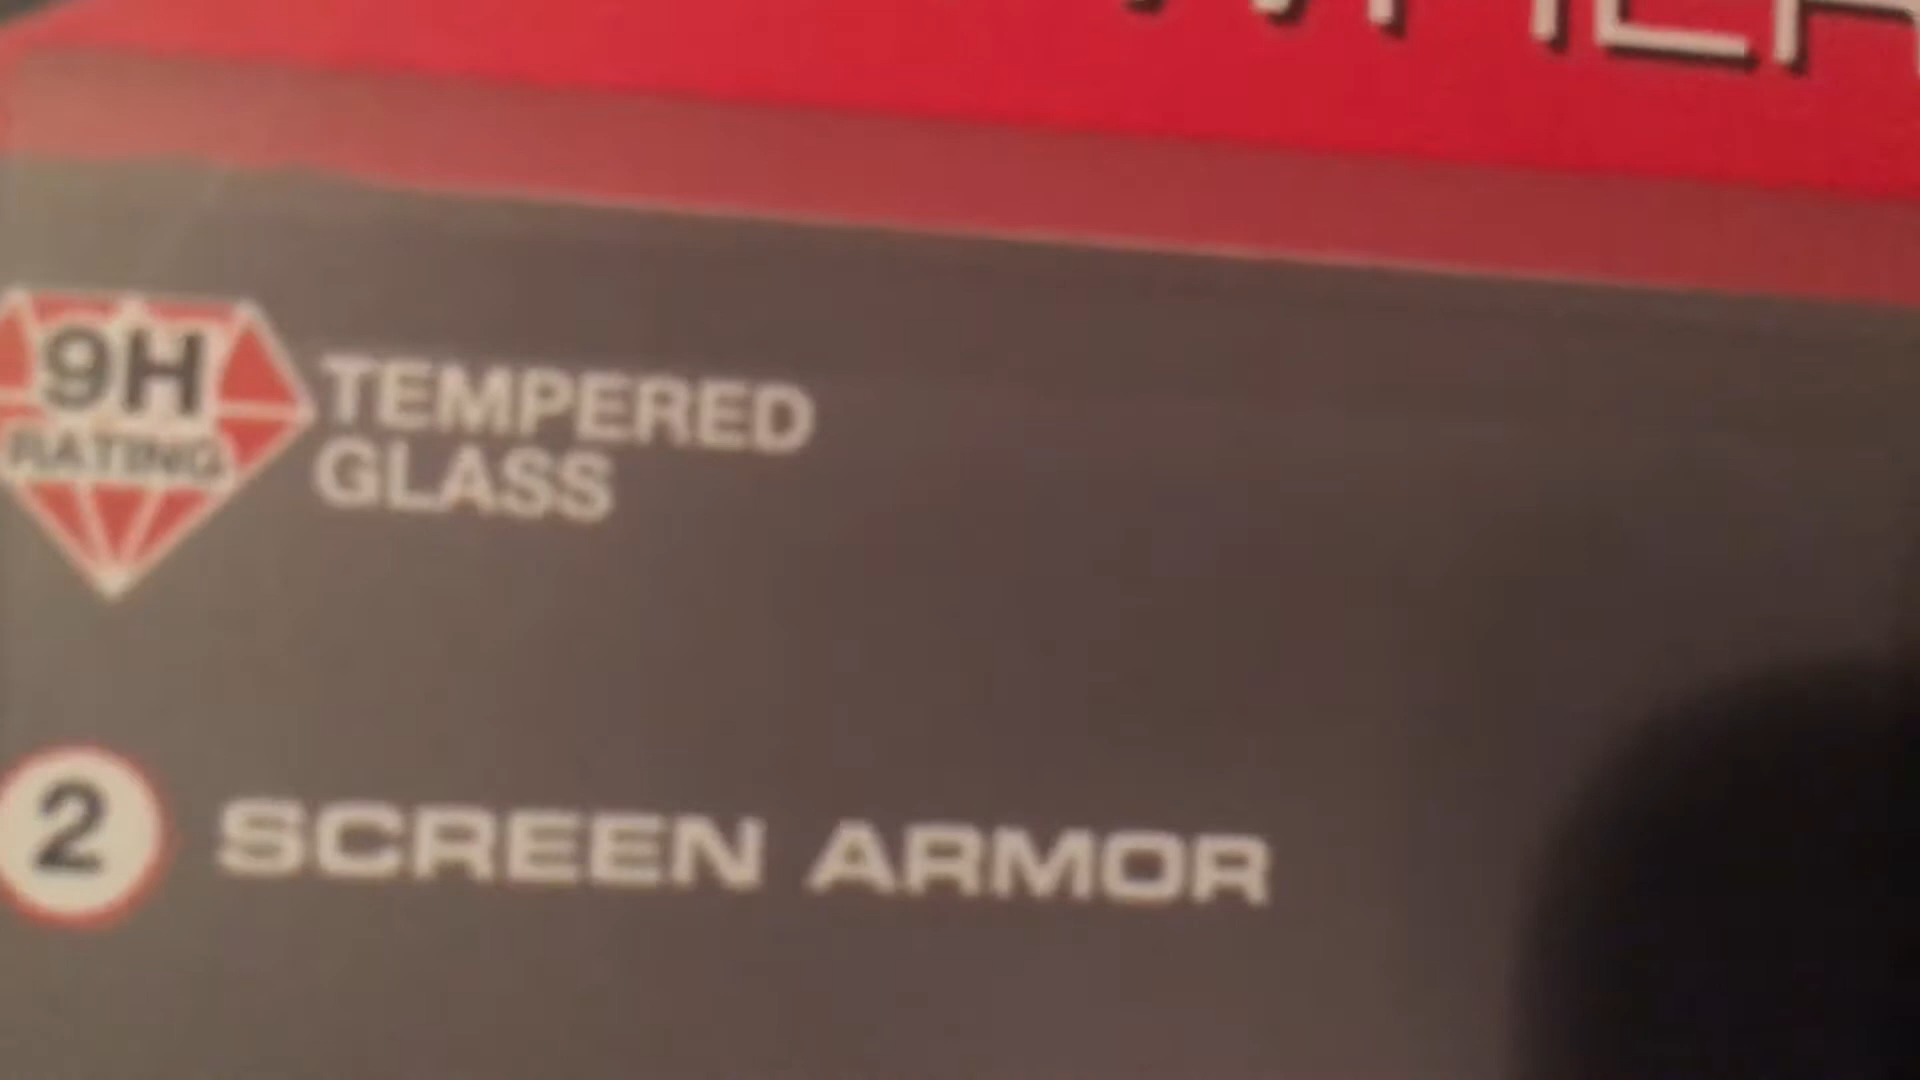 9H
RATING
TEMPERED
GLASS
2 SCREEN ARMOR